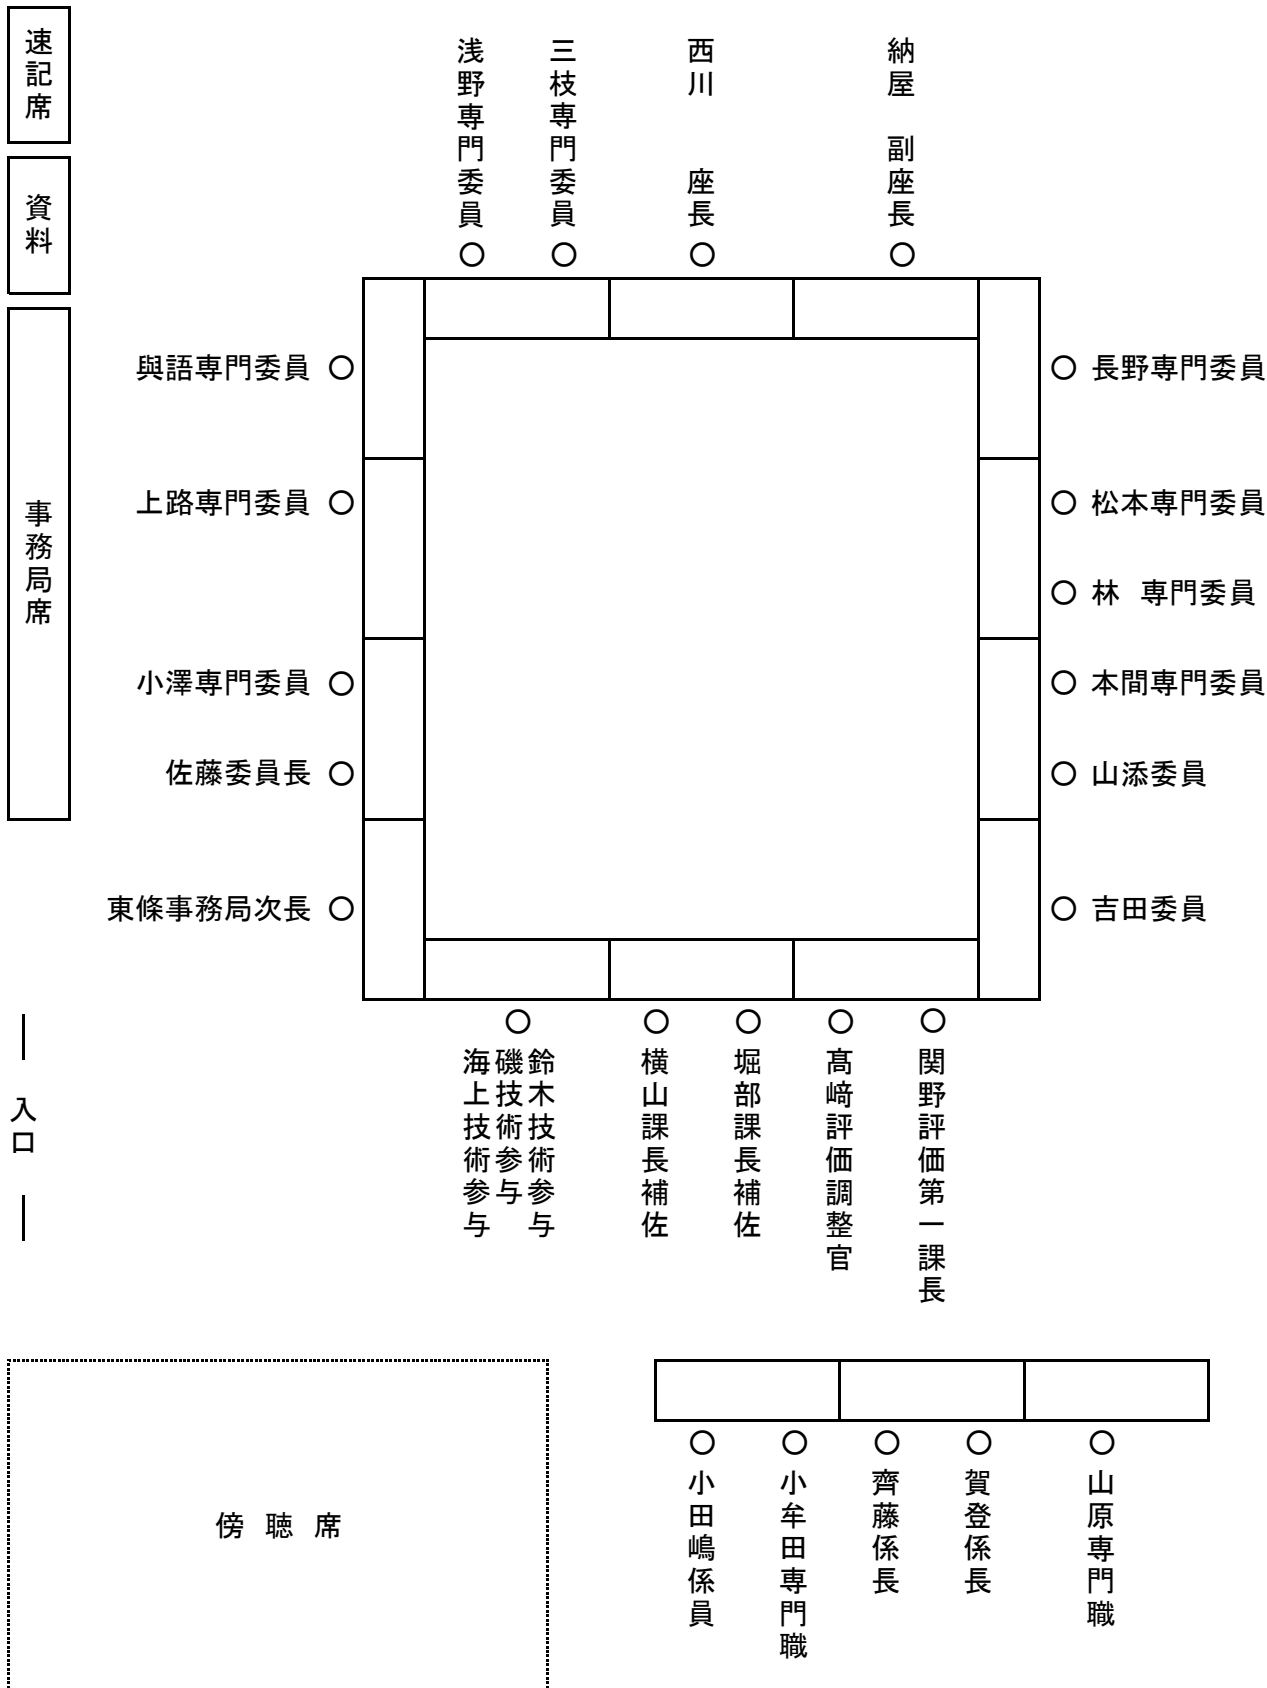 速記席
資料
事務局席
浅野専門委員
三枝専門委員
西川 座長
納屋 副座長
與語専門委員
上路専門委員
小澤専門委員
佐藤委員長
東條事務局次長
長野専門委員
松本専門委員
林 専門委員
本間専門委員
山添委員
吉田委員
鈴木技術参与
磯技術参与
海上技術参与
横山課長補佐
堀部課長補佐
髙﨑評価調整官
関野評価第一課長
入口
傍聴席
小田嶋係員
小牟田専門職
齊藤係長
賀登係長
山原専門職